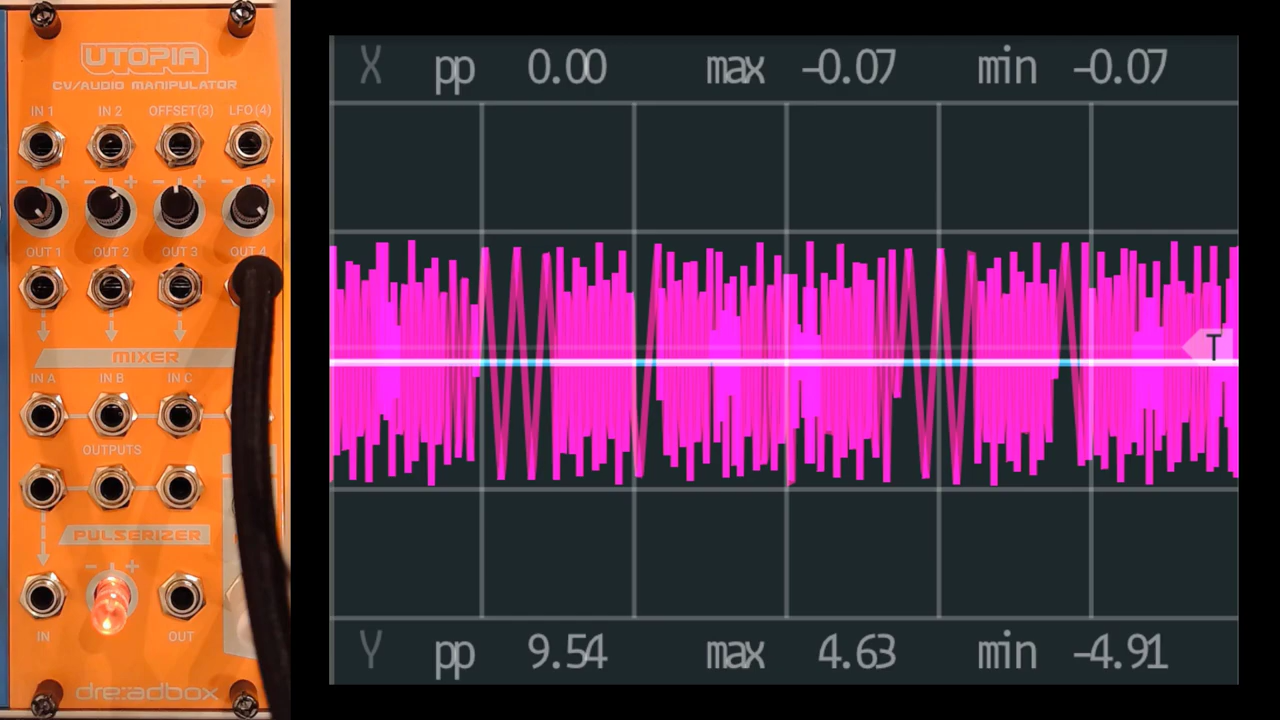 UTOPIA
CV/AUDIO MANIPULATOR
IN 1 IN 2 OFFSET(3) LFO(4)
- + - + - + - +
OUT 1 OUT 2 OUT 3 OUT 4
MIXER
IN A IN B IN C
OUTPUTS
PULSERIZER
- +
IN OUT
dre:adbox
X pp 0.00 max -0.07 min -0.07
T
Y pp 9.54 max 4.63 min -4.91